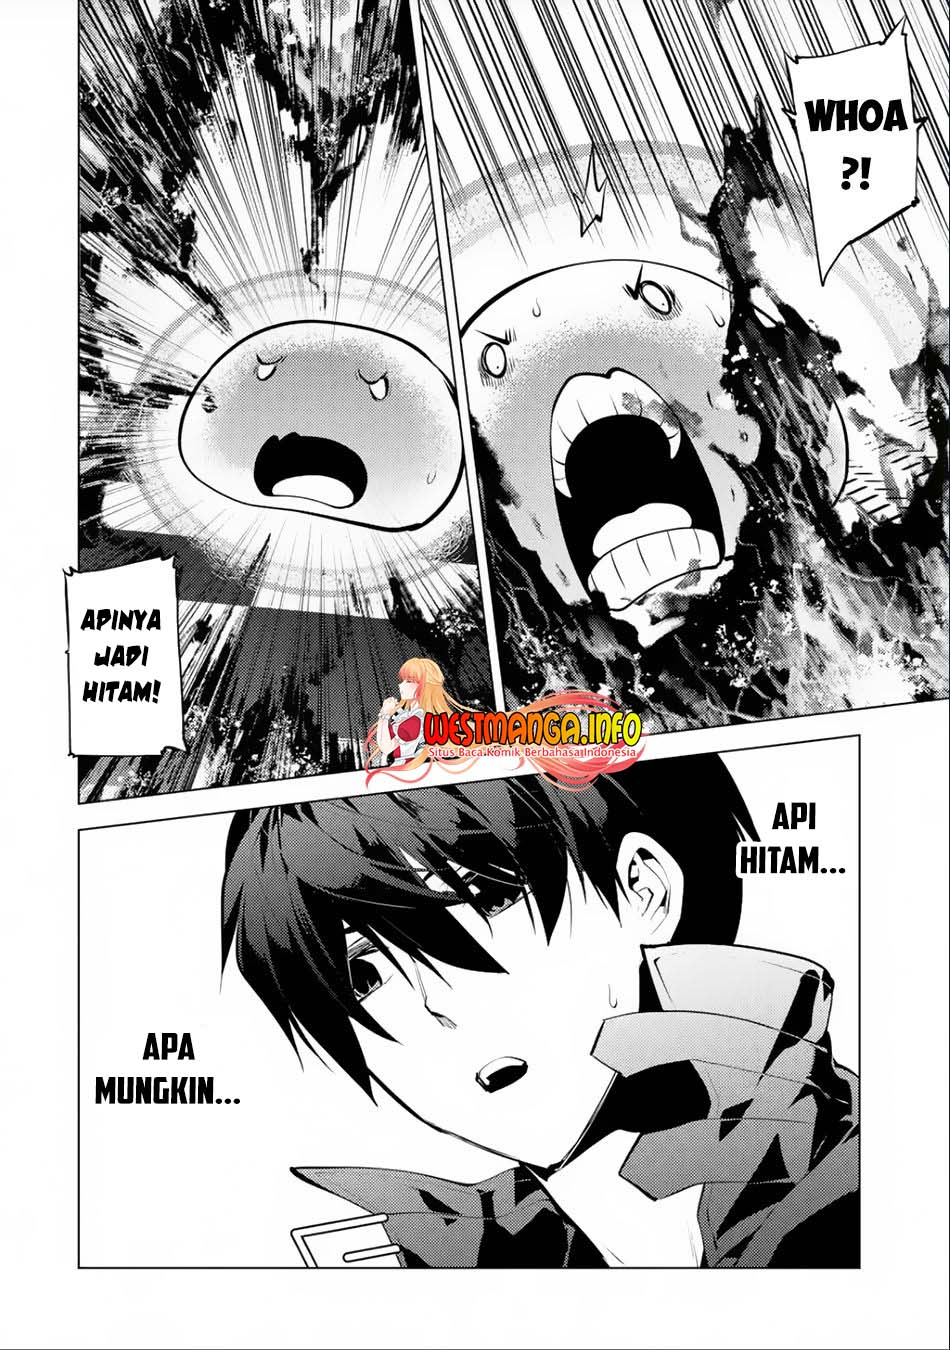 WHOA
?!
APINYA
JADI
HITAM!
WESTMANGA.INFO
Situs Baca Komik Berbahasa Indonesia
API
HITAM...
APA
MUNGKIN...